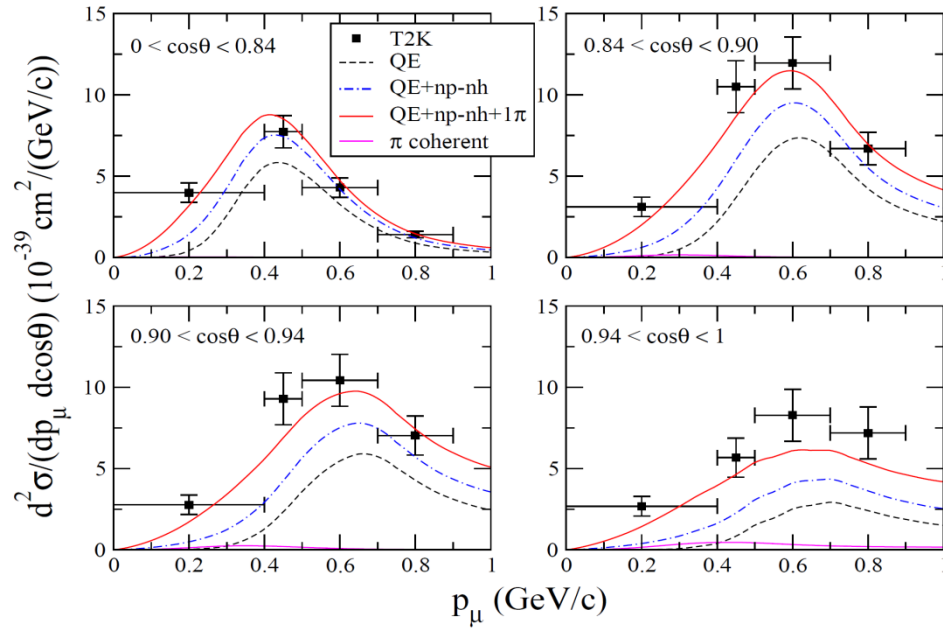 d²σ/(dp_μ dcosθ) (10⁻³⁹ cm²/(GeV/c))
15
10
5
0
0 < cosθ < 0.84
T2K
QE
QE+np-nh
QE+np-nh+1π
π coherent
0 0.2 0.4 0.6 0.8 1
15
10
5
0
0.84 < cosθ < 0.90
0 0.2 0.4 0.6 0.8 1
15
10
5
0
0.90 < cosθ < 0.94
0 0.2 0.4 0.6 0.8 1
15
10
5
0
0.94 < cosθ < 1
0 0.2 0.4 0.6 0.8
p_μ (GeV/c)